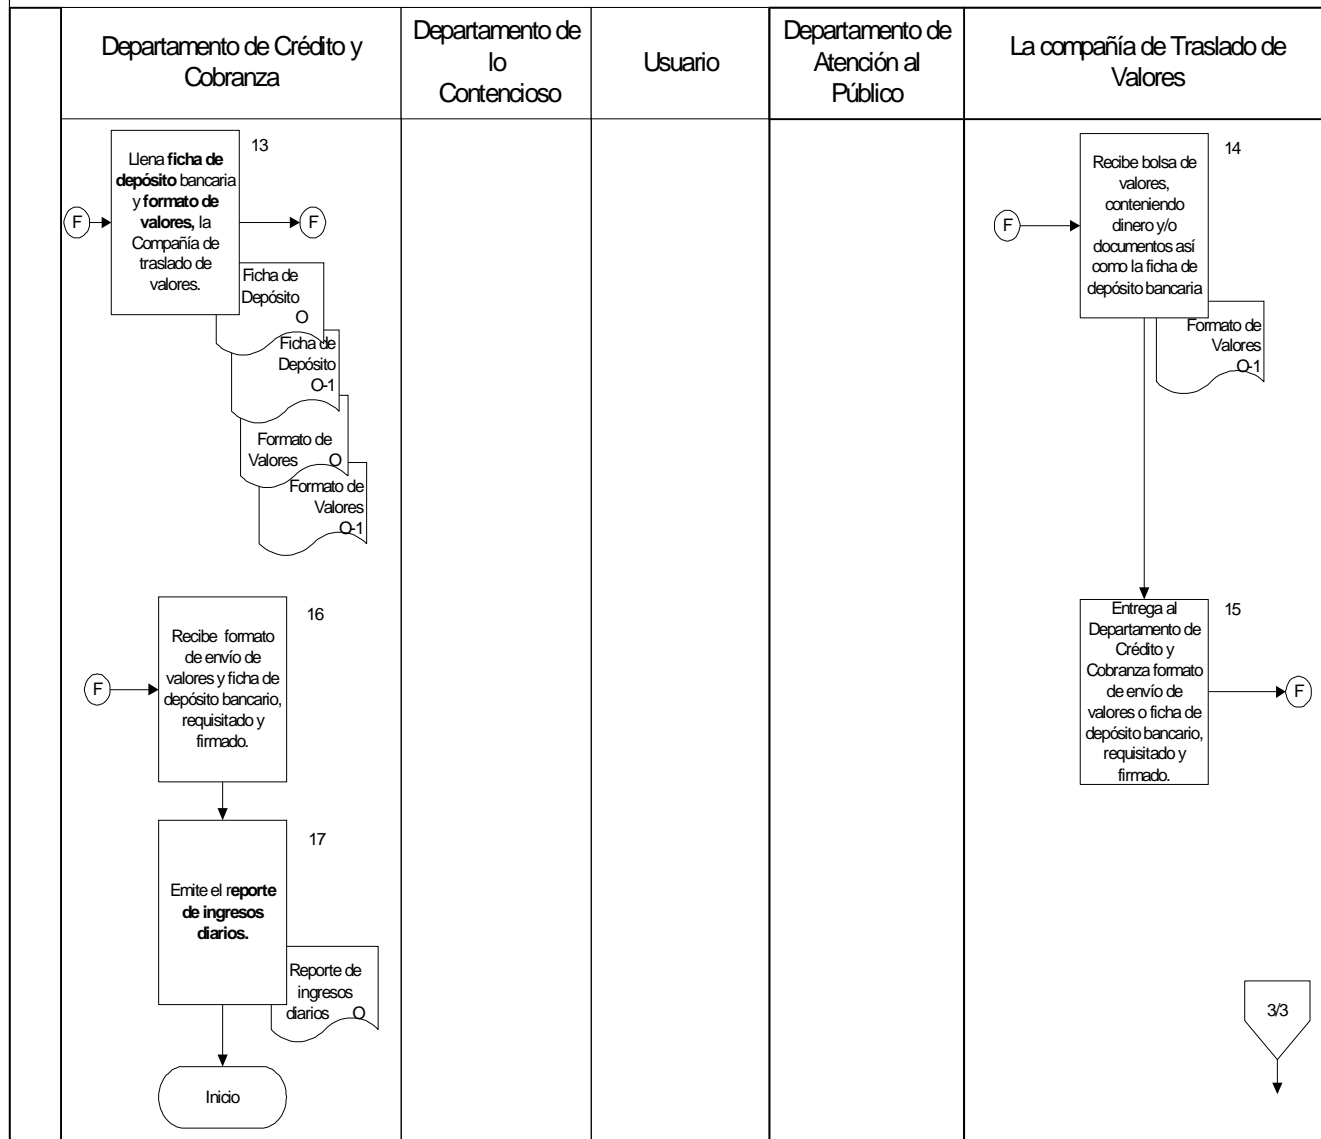 Departamento de Crédito y
Cobranza
Departamento de
lo
Contencioso
Usuario
Departamento de
Atención al
Público
La compañía de Traslado de
Valores
13
Llena ficha de
depósito bancaria
y formato de
valores, la
Compañía de
traslado de
valores.
F
F
Ficha de
Depósito
O
Ficha de
Depósito
O-1
Formato de
Valores O
Formato de
Valores
O-1
14
Recibe bolsa de
valores,
conteniendo
dinero y/o
documentos así
como la ficha de
depósito bancaria
F
Formato de
Valores
O-1
15
Entrega al
Departamento de
Crédito y
Cobranza formato
de envío de
valores o ficha de
depósito bancario,
requisitado y
firmado.
F
16
Recibe formato
de envío de
valores y ficha de
depósito bancario,
requisitado y
firmado.
F
17
Emite el reporte
de ingresos
diarios.
Reporte de
ingresos
diarios O
Inicio
3/3